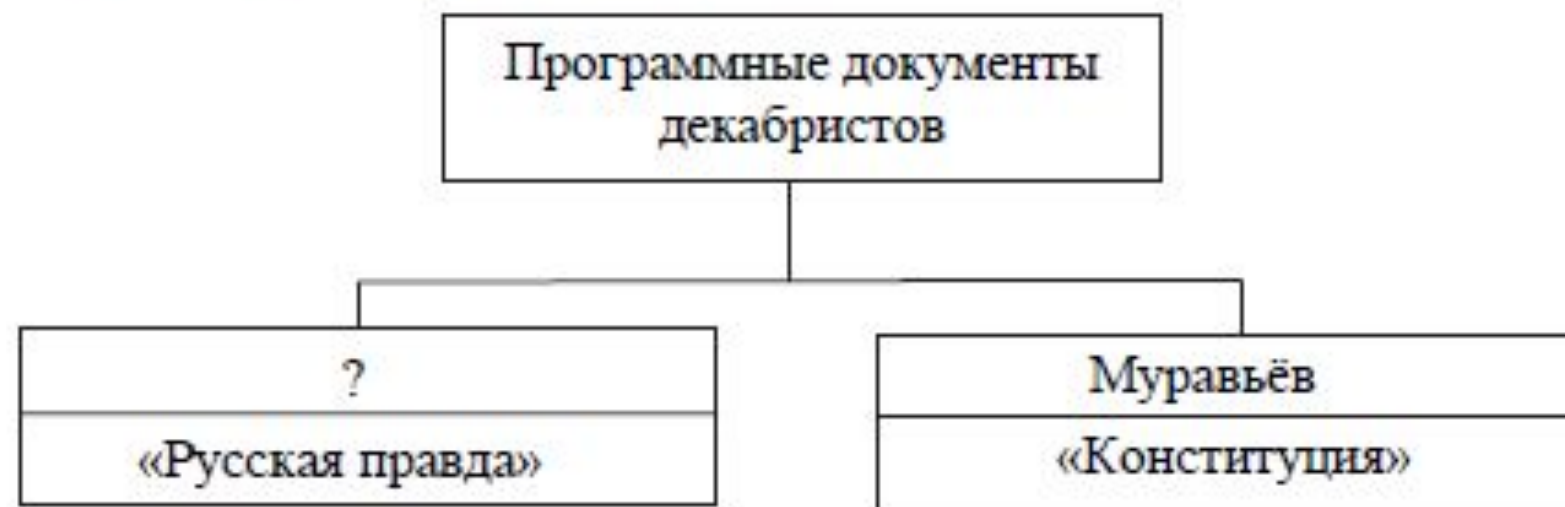 Программные документы
декабристов
?
«Русская правда»
Муравьёв
«Конституция»